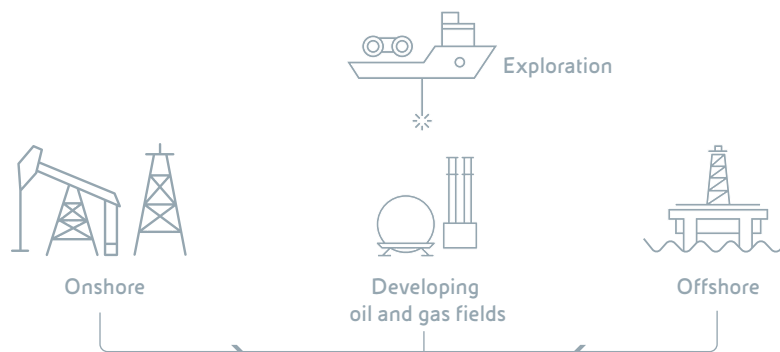 Exploration
Onshore
Developing
oil and gas fields
Offshore